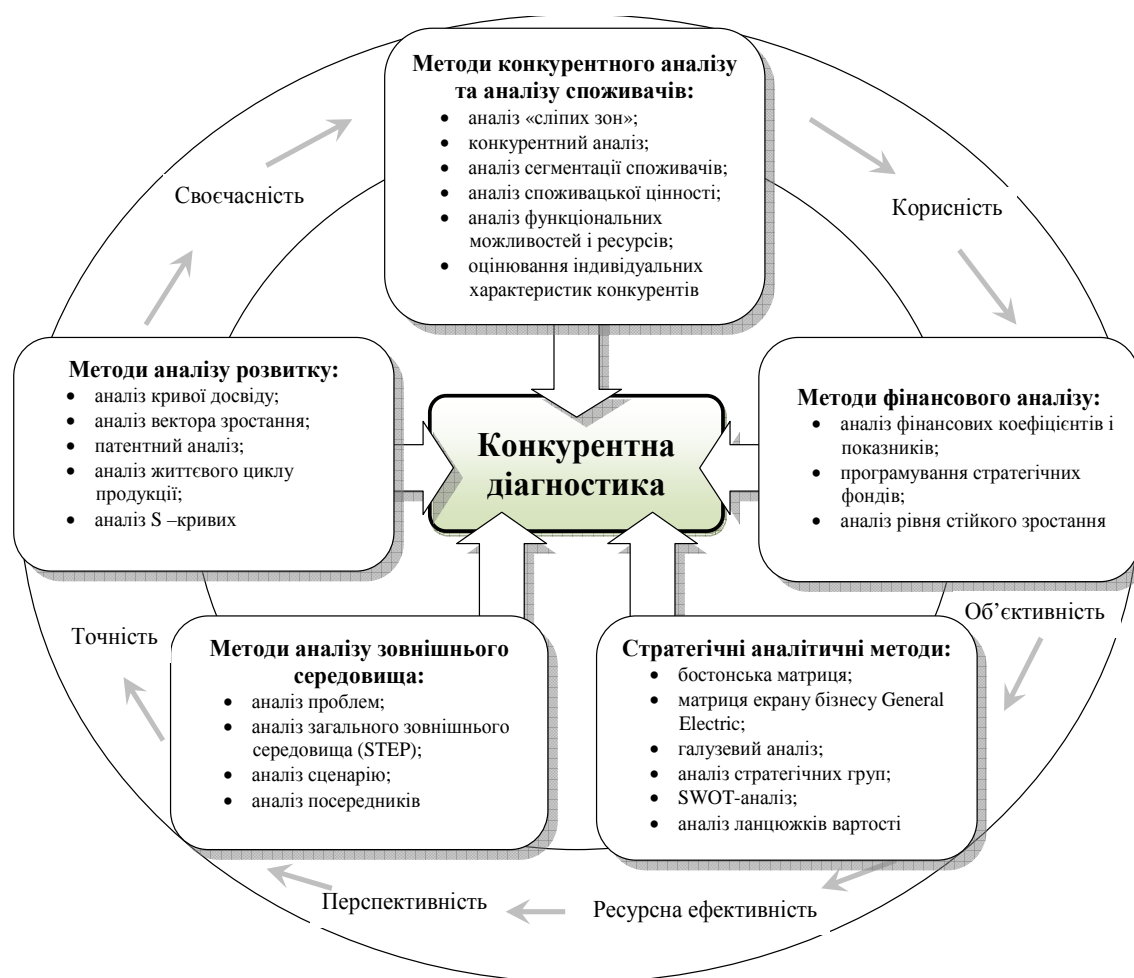 Методи конкурентного аналізу
та аналізу споживачів:
• аналіз «сліпих зон»;
• конкурентний аналіз;
• аналіз сегментації споживачів;
• аналіз споживацької цінності;
• аналіз функціональних
можливостей і ресурсів;
• оцінювання індивідуальних
характеристик конкурентів
Своєчасність
Корисність
Методи аналізу розвитку:
• аналіз кривої досвіду;
• аналіз вектора зростання;
• патентний аналіз;
• аналіз життєвого циклу
продукції;
• аналіз S –кривих
Конкурентна
діагностика
Методи фінансового аналізу:
• аналіз фінансових коефіцієнтів і
показників;
• програмування стратегічних
фондів;
• аналіз рівня стійкого зростання
Точність
Об’єктивність
Методи аналізу зовнішнього
середовища:
• аналіз проблем;
• аналіз загального зовнішнього
середовища (STEP);
• аналіз сценарію;
• аналіз посередників
Стратегічні аналітичні методи:
• бостонська матриця;
• матриця екрану бізнесу General
Electric;
• галузевий аналіз;
• аналіз стратегічних груп;
• SWOT-аналіз;
• аналіз ланцюжків вартості
Перспективність
Ресурсна ефективність